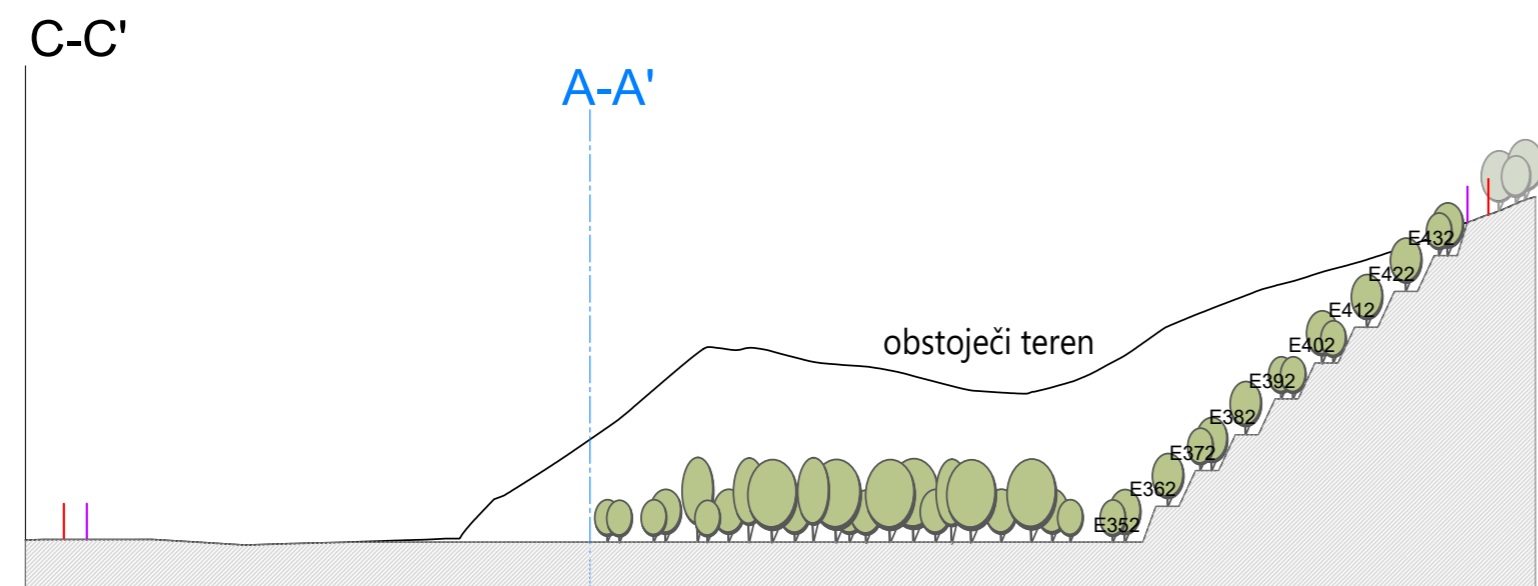 C-C'
A-A'
E432
E422
E412
obstoječi teren
E402
E392
E382
E372
E362
E352